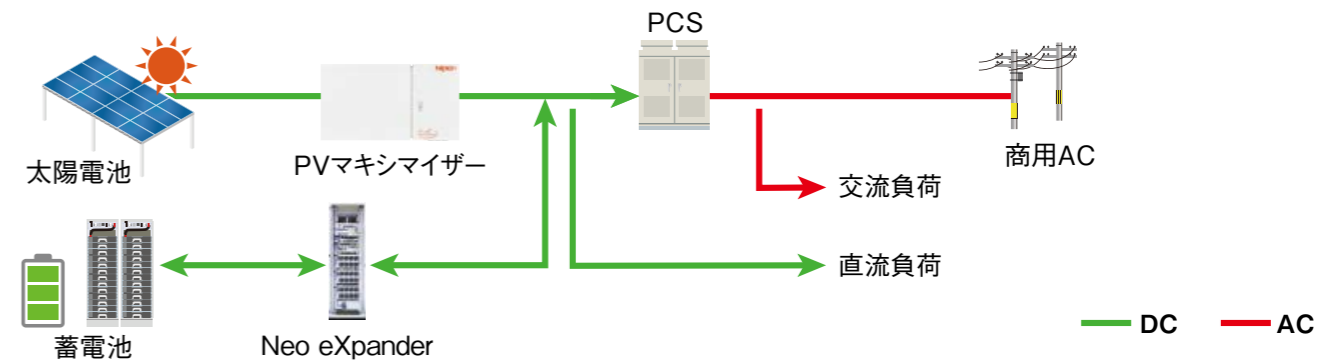 PCS
太陽電池
PVマキシマイザー
商用AC
交流負荷
直流負荷
蓄電池
Neo eXpander
DC
AC